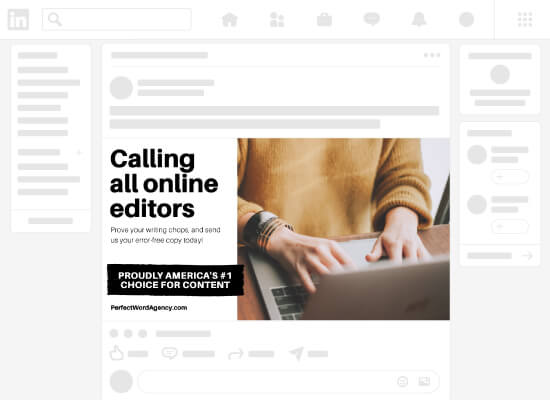 in
Calling
all online
editors
Prove your writing chops, and send
us your error-free copy today!
PROUDLY AMERICA'S #1
CHOICE FOR CONTENT
PerfectWordAgency.com